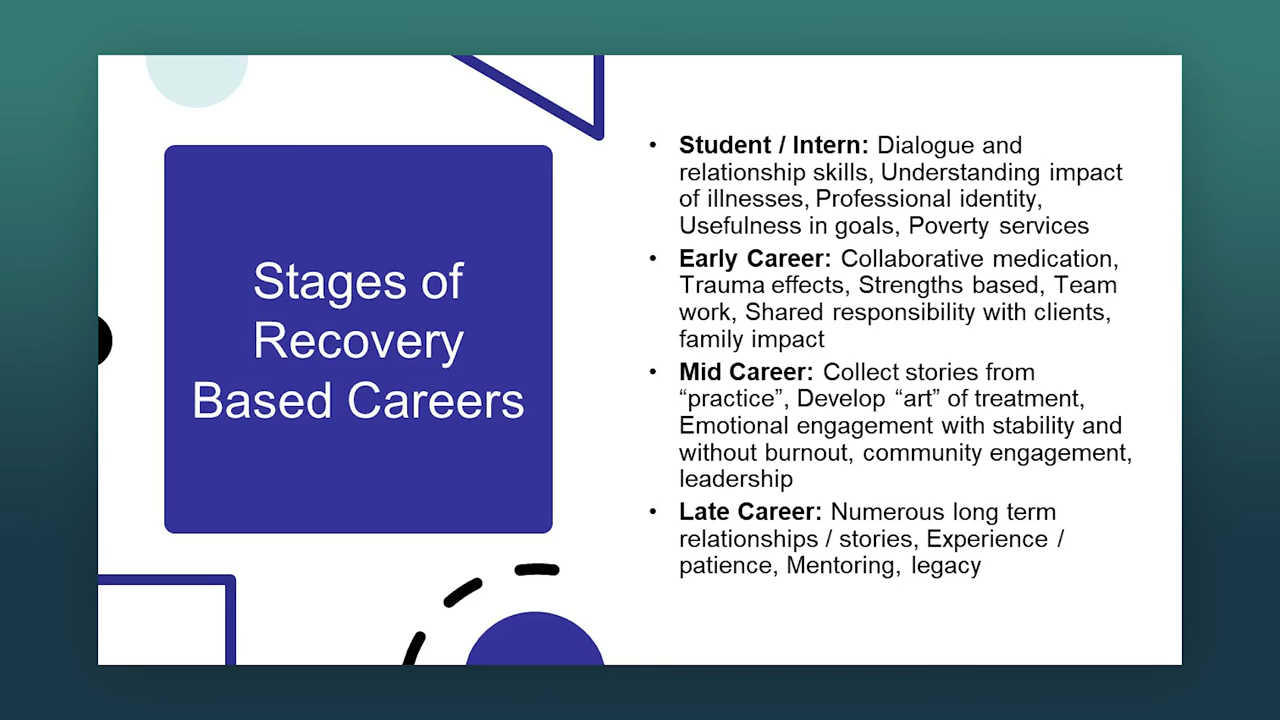 Stages of
Recovery
Based Careers
• Student / Intern: Dialogue and
relationship skills, Understanding impact
of illnesses, Professional identity,
Usefulness in goals, Poverty services
• Early Career: Collaborative medication,
Trauma effects, Strengths based, Team
work, Shared responsibility with clients,
family impact
• Mid Career: Collect stories from
“practice”, Develop “art” of treatment,
Emotional engagement with stability and
without burnout, community engagement,
leadership
• Late Career: Numerous long term
relationships / stories, Experience /
patience, Mentoring, legacy